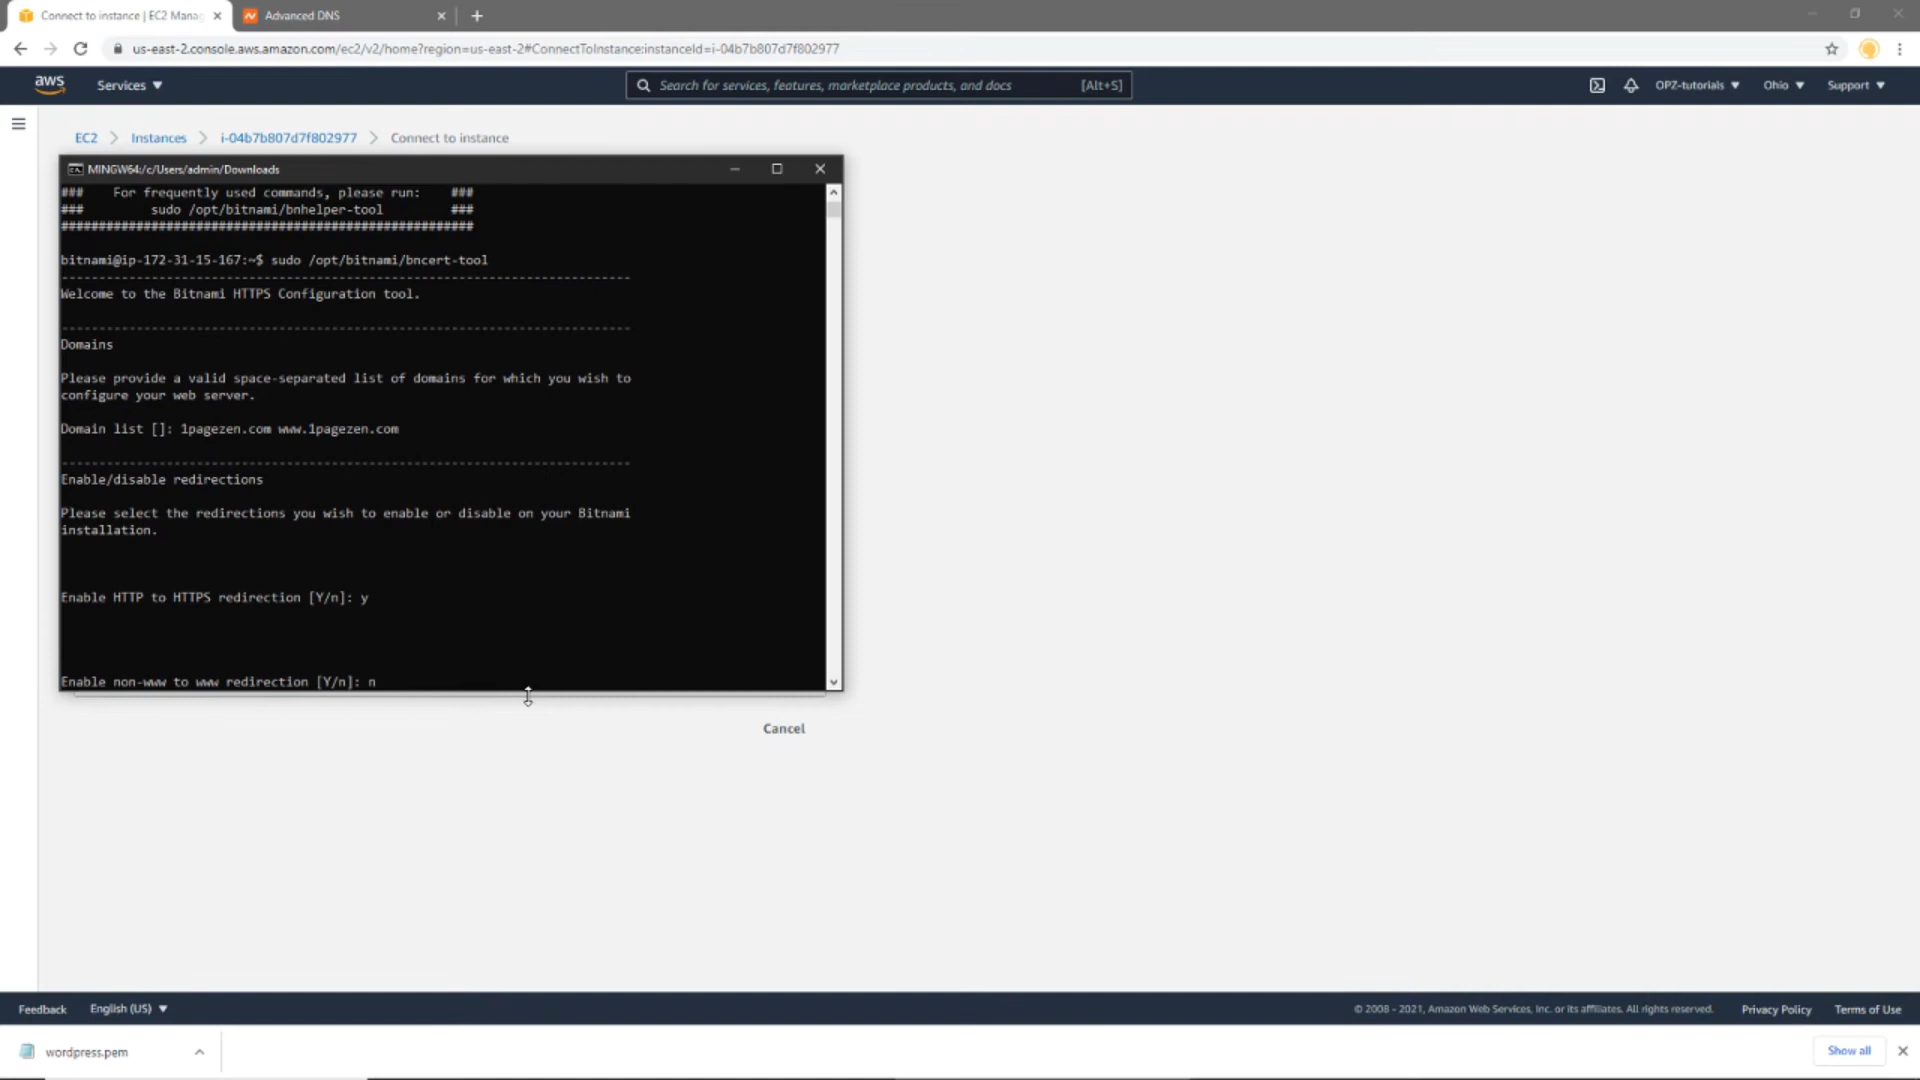 Connect to instance | EC2 Manag
Advanced DNS
us-east-2.console.aws.amazon.com/ec2/v2/home?region=us-east-2#ConnectToInstance:instanceId=i-04b7b807d7f802977
aws
Services
Search for services, features, marketplace products, and docs
[Alt+S]
OPZ-tutorials
Ohio
Support
EC2
Instances
i-04b7b807d7f802977
Connect to instance
MINGW64:/c/Users/admin/Downloads
### For frequently used commands, please run: ###
### sudo /opt/bitnami/bnhelper-tool ###
#######################################################
bitnami@ip-172-31-15-167:~$ sudo /opt/bitnami/bncert-tool
----------------------------------------------------------------------------
Welcome to the Bitnami HTTPS Configuration tool.
----------------------------------------------------------------------------
Domains
Please provide a valid space-separated list of domains for which you wish to
configure your web server.
Domain list []: 1pagezen.com www.1pagezen.com
----------------------------------------------------------------------------
Enable/disable redirections
Please select the redirections you wish to enable or disable on your Bitnami
installation.
Enable HTTP to HTTPS redirection [Y/n]: y
Enable non-www to www redirection [Y/n]: n
Cancel
Feedback
English (US)
© 2008 - 2021, Amazon Web Services, Inc. or its affiliates. All rights reserved.
Privacy Policy
Terms of Use
wordpress.pem
Show all